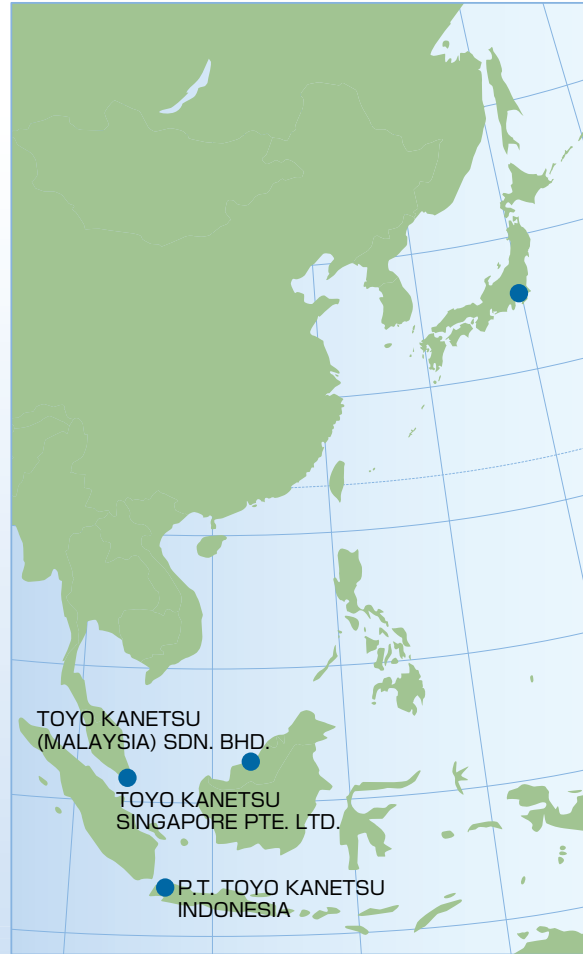 TOYO KANETSU
(MALAYSIA) SDN. BHD.
TOYO KANETSU
SINGAPORE PTE. LTD.
P.T. TOYO KANETSU
INDONESIA